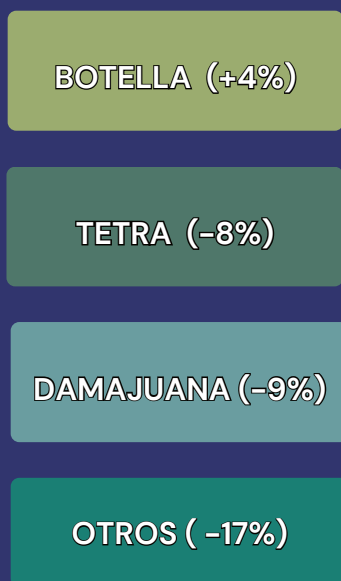 BOTELLA (+4%)
TETRA (-8%)
DAMAJUANA (-9%)
OTROS ( -17%)